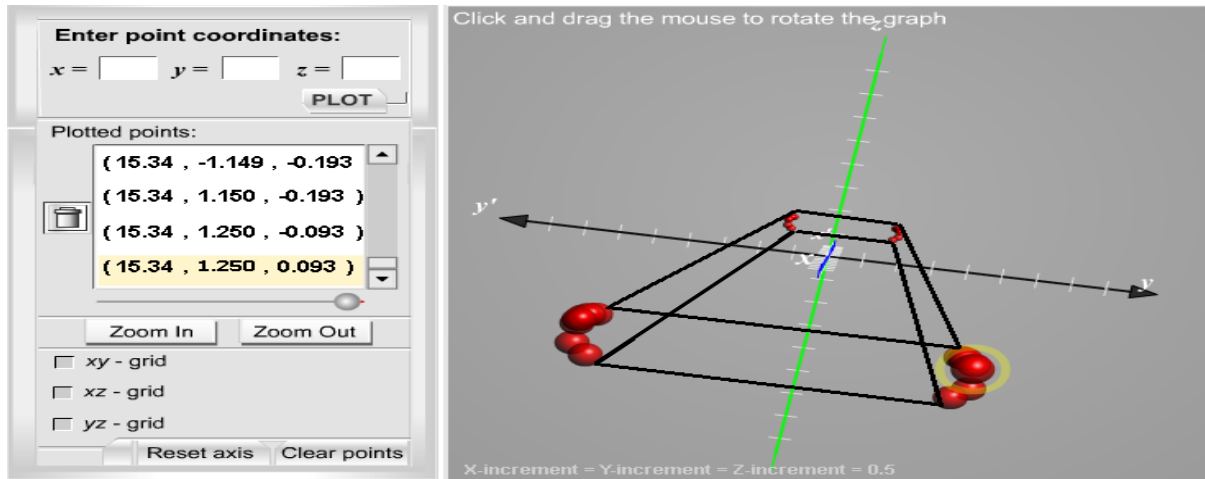 Enter point coordinates:
x = y = z =
PLOT
Plotted points:
( 15.34 , -1.149 , -0.193
( 15.34 , 1.150 , -0.193 )
( 15.34 , 1.250 , -0.093 )
( 15.34 , 1.250 , 0.093 )
Zoom In Zoom Out
xy - grid
xz - grid
yz - grid
Reset axis Clear points
Click and drag the mouse to rotate the graph
z
y'
x
y
X-increment = Y-increment = Z-increment = 0.5